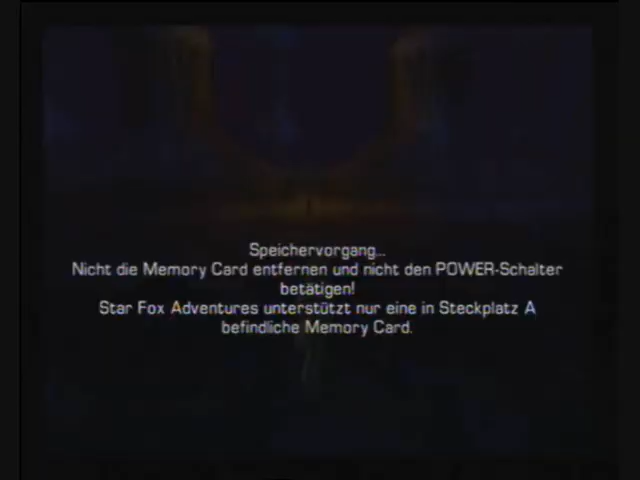 Speichervorgang...
Nicht die Memory Card entfernen und nicht den POWER-Schalter
betätigen!
Star Fox Adventures unterstützt nur eine in Steckplatz A
befindliche Memory Card.